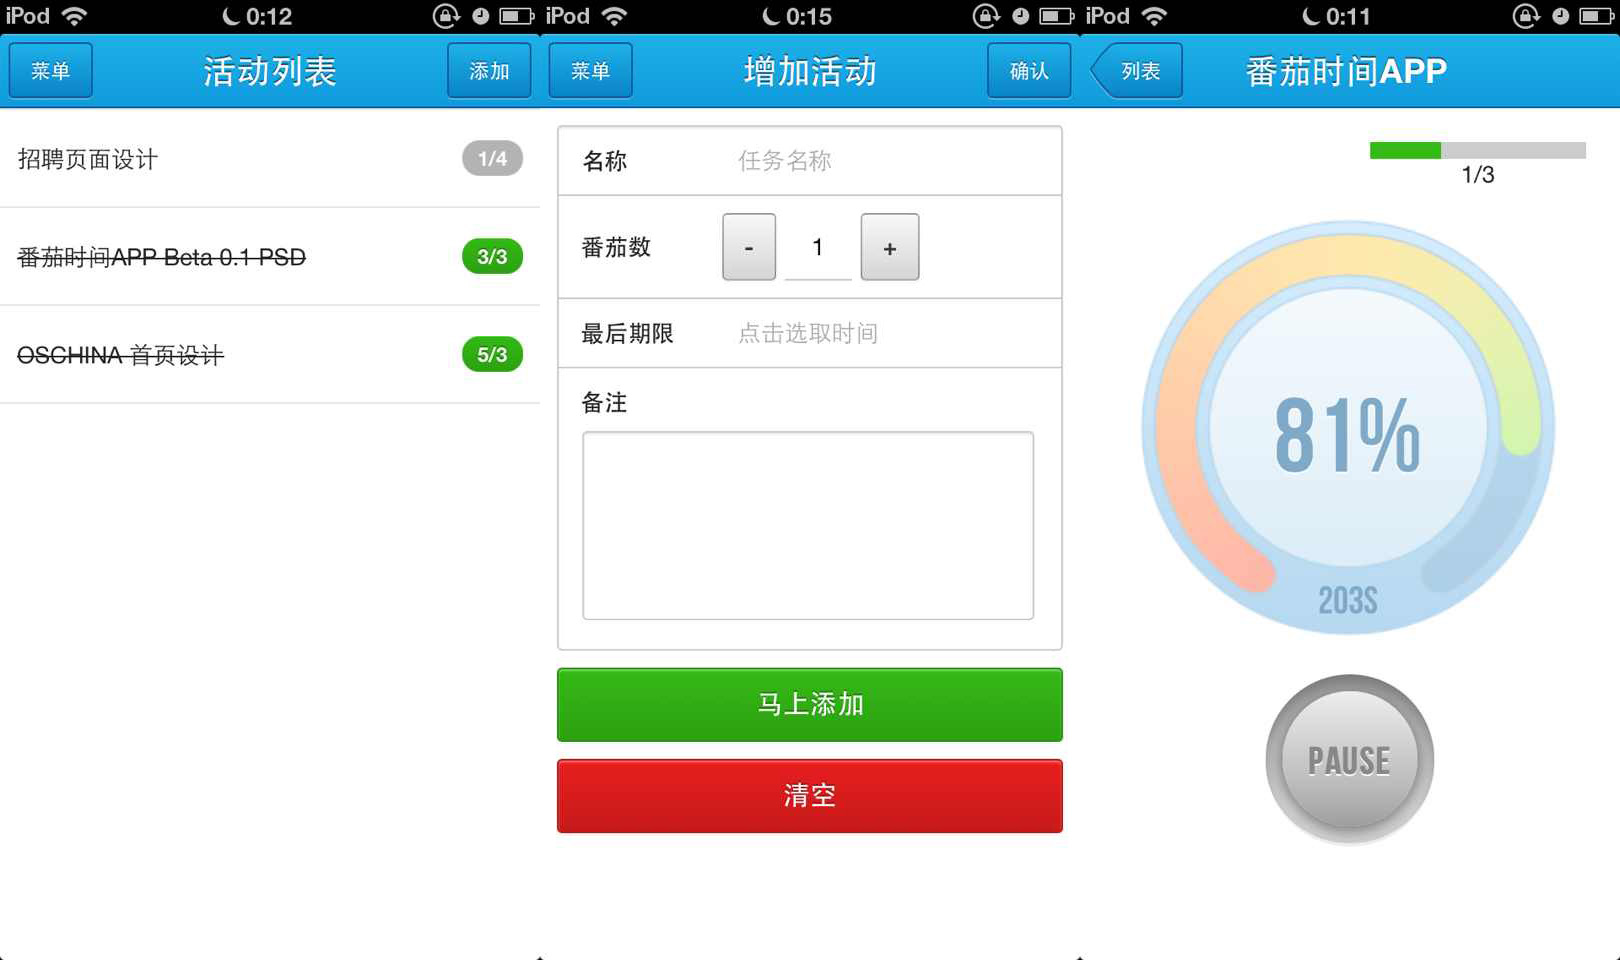 iPod 0:12
菜单 活动列表 添加
招聘页面设计 1/4
番茄时间APP Beta 0.1 PSD 3/3
OSCHINA 首页设计 5/3
iPod 0:15
菜单 增加活动 确认
名称 任务名称
番茄数 - 1 +
最后期限 点击选取时间
备注
马上添加
清空
iPod 0:11
列表 番茄时间APP
1/3
81%
203S
PAUSE